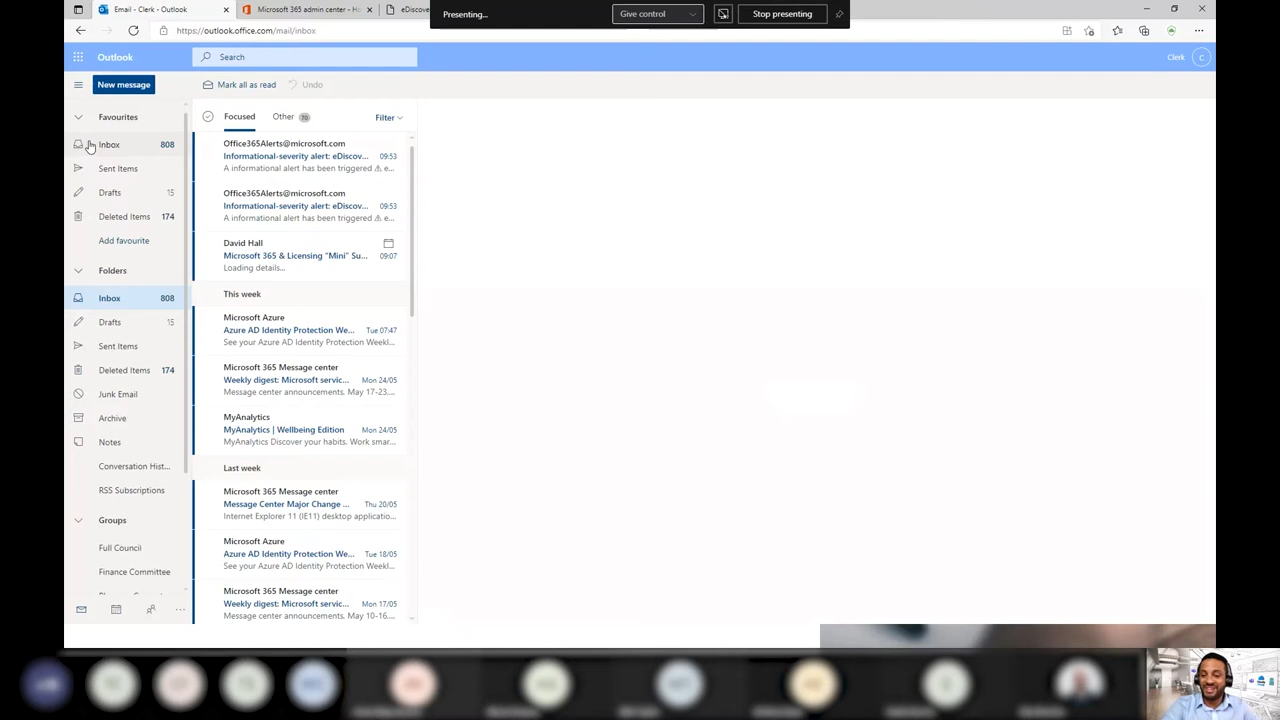 Email - Clerk - Outlook
Microsoft 365 admin center - Ho
eDiscove
Presenting...
Give control
Stop presenting
https://outlook.office.com/mail/inbox
Outlook
Search
Clerk
C
New message
Mark all as read
Undo
Favourites
Inbox 808
Sent Items
Drafts 15
Deleted Items 174
Add favourite
Folders
Inbox 808
Drafts 15
Sent Items
Deleted Items 174
Junk Email
Archive
Notes
Conversation Hist...
RSS Subscriptions
Groups
Full Council
Finance Committee
Focused
Other 70
Filter
Office365Alerts@microsoft.com
Informational-severity alert: eDiscov... 09:53
A informational alert has been triggered ⚠ e...
Office365Alerts@microsoft.com
Informational-severity alert: eDiscov... 09:53
A informational alert has been triggered ⚠ e...
David Hall
Microsoft 365 & Licensing "Mini" Su... 09:07
Loading details...
This week
Microsoft Azure
Azure AD Identity Protection We... Tue 07:47
See your Azure AD Identity Protection Weekl...
Microsoft 365 Message center
Weekly digest: Microsoft servic... Mon 24/05
Message center announcements, May 17-23,...
MyAnalytics
MyAnalytics | Wellbeing Edition Mon 24/05
MyAnalytics Discover your habits. Work smar...
Last week
Microsoft 365 Message center
Message Center Major Change ... Thu 20/05
Internet Explorer 11 (IE11) desktop applicatio...
Microsoft Azure
Azure AD Identity Protection We... Tue 18/05
See your Azure AD Identity Protection Weekl...
Microsoft 365 Message center
Weekly digest: Microsoft servic... Mon 17/05
Message center announcements, May 10-16,...